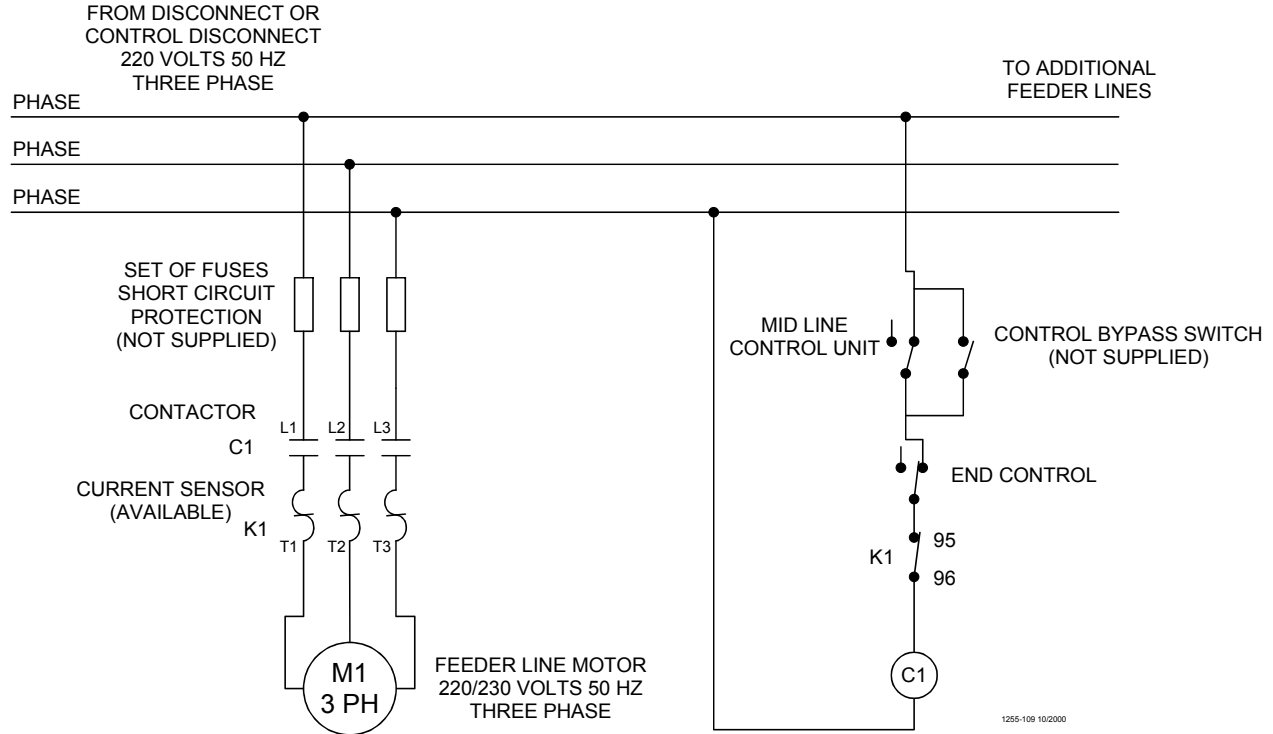 FROM DISCONNECT OR
CONTROL DISCONNECT
220 VOLTS 50 HZ
THREE PHASE
TO ADDITIONAL
FEEDER LINES
PHASE
PHASE
PHASE
SET OF FUSES
SHORT CIRCUIT
PROTECTION
(NOT SUPPLIED)
MID LINE
CONTROL UNIT
CONTROL BYPASS SWITCH
(NOT SUPPLIED)
CONTACTOR
C1
L1
L2
L3
END CONTROL
CURRENT SENSOR
(AVAILABLE)
K1
T1
T2
T3
K1
95
96
M1
3 PH
FEEDER LINE MOTOR
220/230 VOLTS 50 HZ
THREE PHASE
C1
1255-109 10/2000